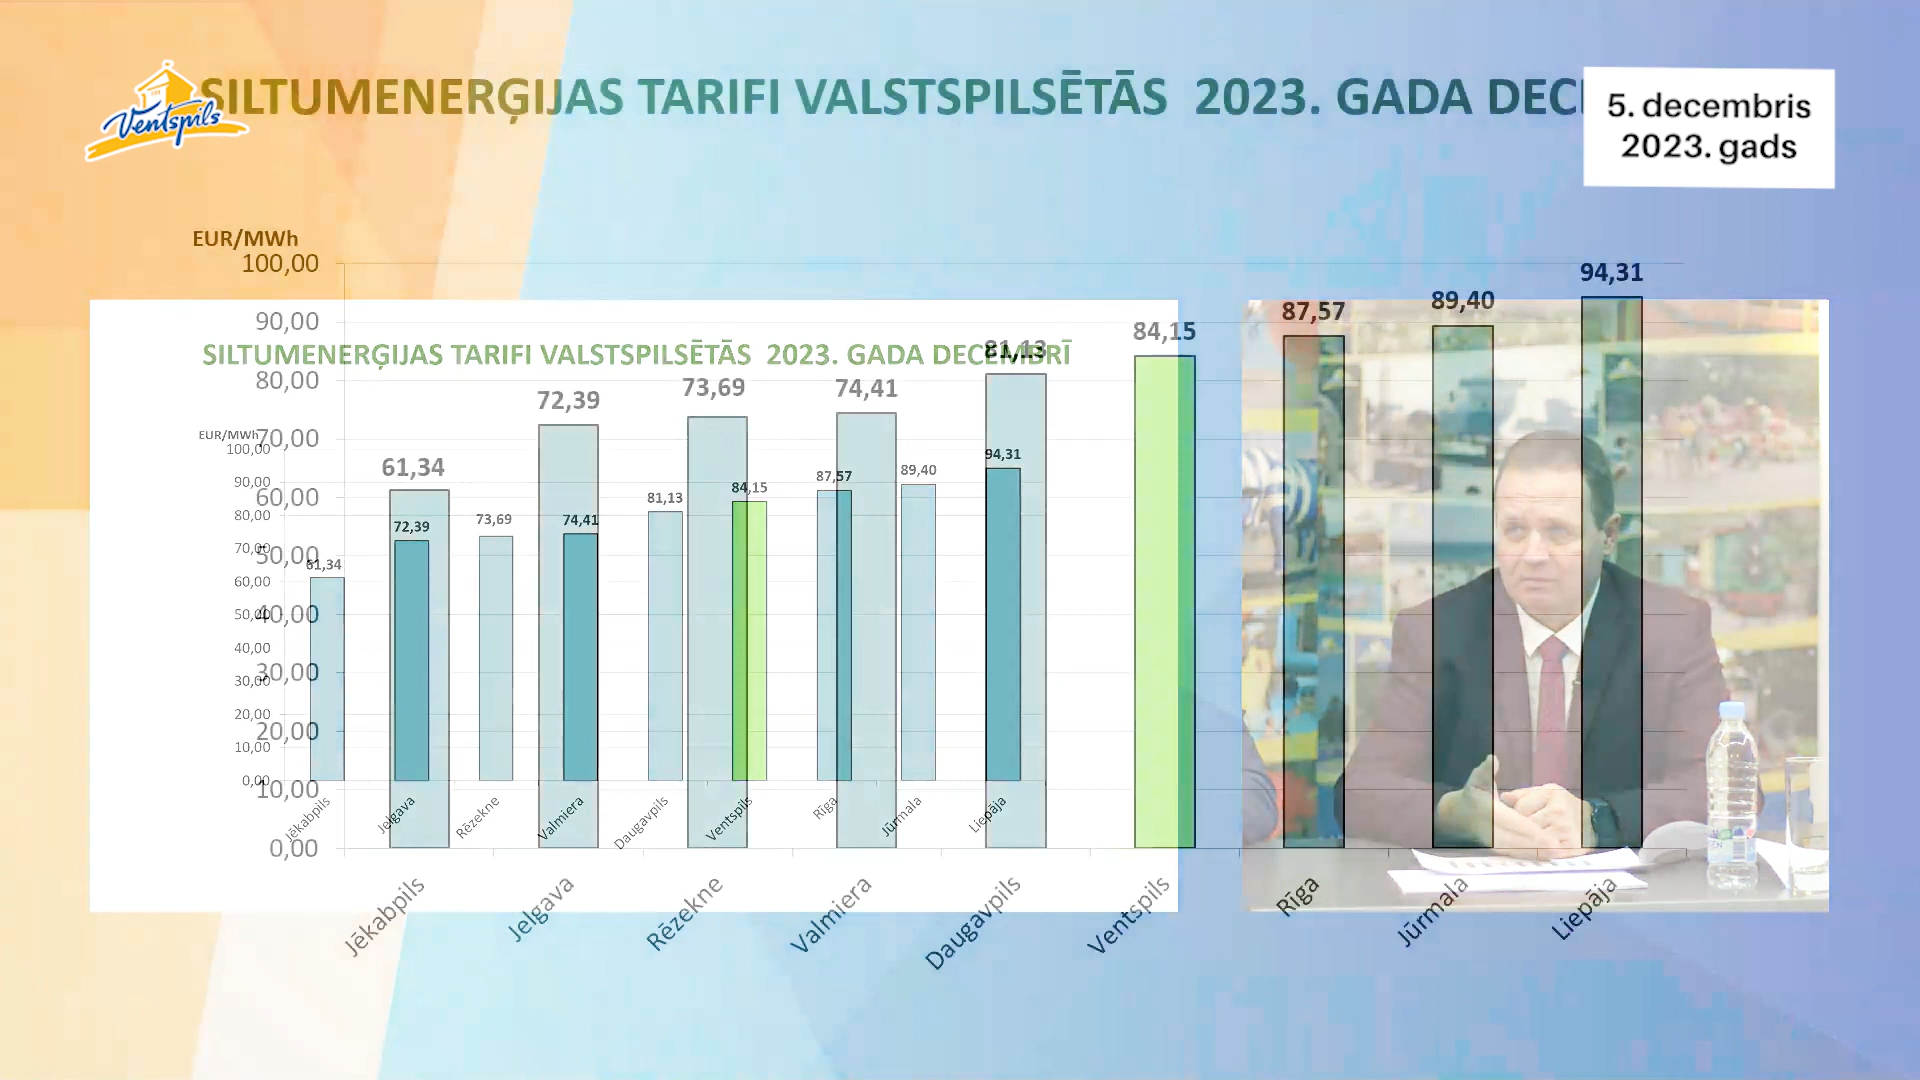 Ventspils
SILTUMENERĢIJAS TARIFI VALSTSPILSĒTĀS 2023. GADA DEC
5. decembris
2023. gads
EUR/MWh
100,00
90,00
80,00
70,00
60,00
50,00
40,00
30,00
20,00
10,00
0,00
61,34
72,39
73,69
74,41
81,13
84,15
87,57
89,40
94,31
Jēkabpils
Jelgava
Rēzekne
Valmiera
Daugavpils
Ventspils
Rīga
Jūrmala
Liepāja
SILTUMENERĢIJAS TARIFI VALSTSPILSĒTĀS 2023. GADA DECEMBRĪ
EUR/MWh
100,00
90,00
80,00
70,00
60,00
50,00
40,00
30,00
20,00
10,00
0,00
61,34
72,39
73,69
74,41
81,13
84,15
87,57
89,40
94,31
Jēkabpils
Jelgava
Rēzekne
Valmiera
Daugavpils
Ventspils
Rīga
Jūrmala
Liepāja